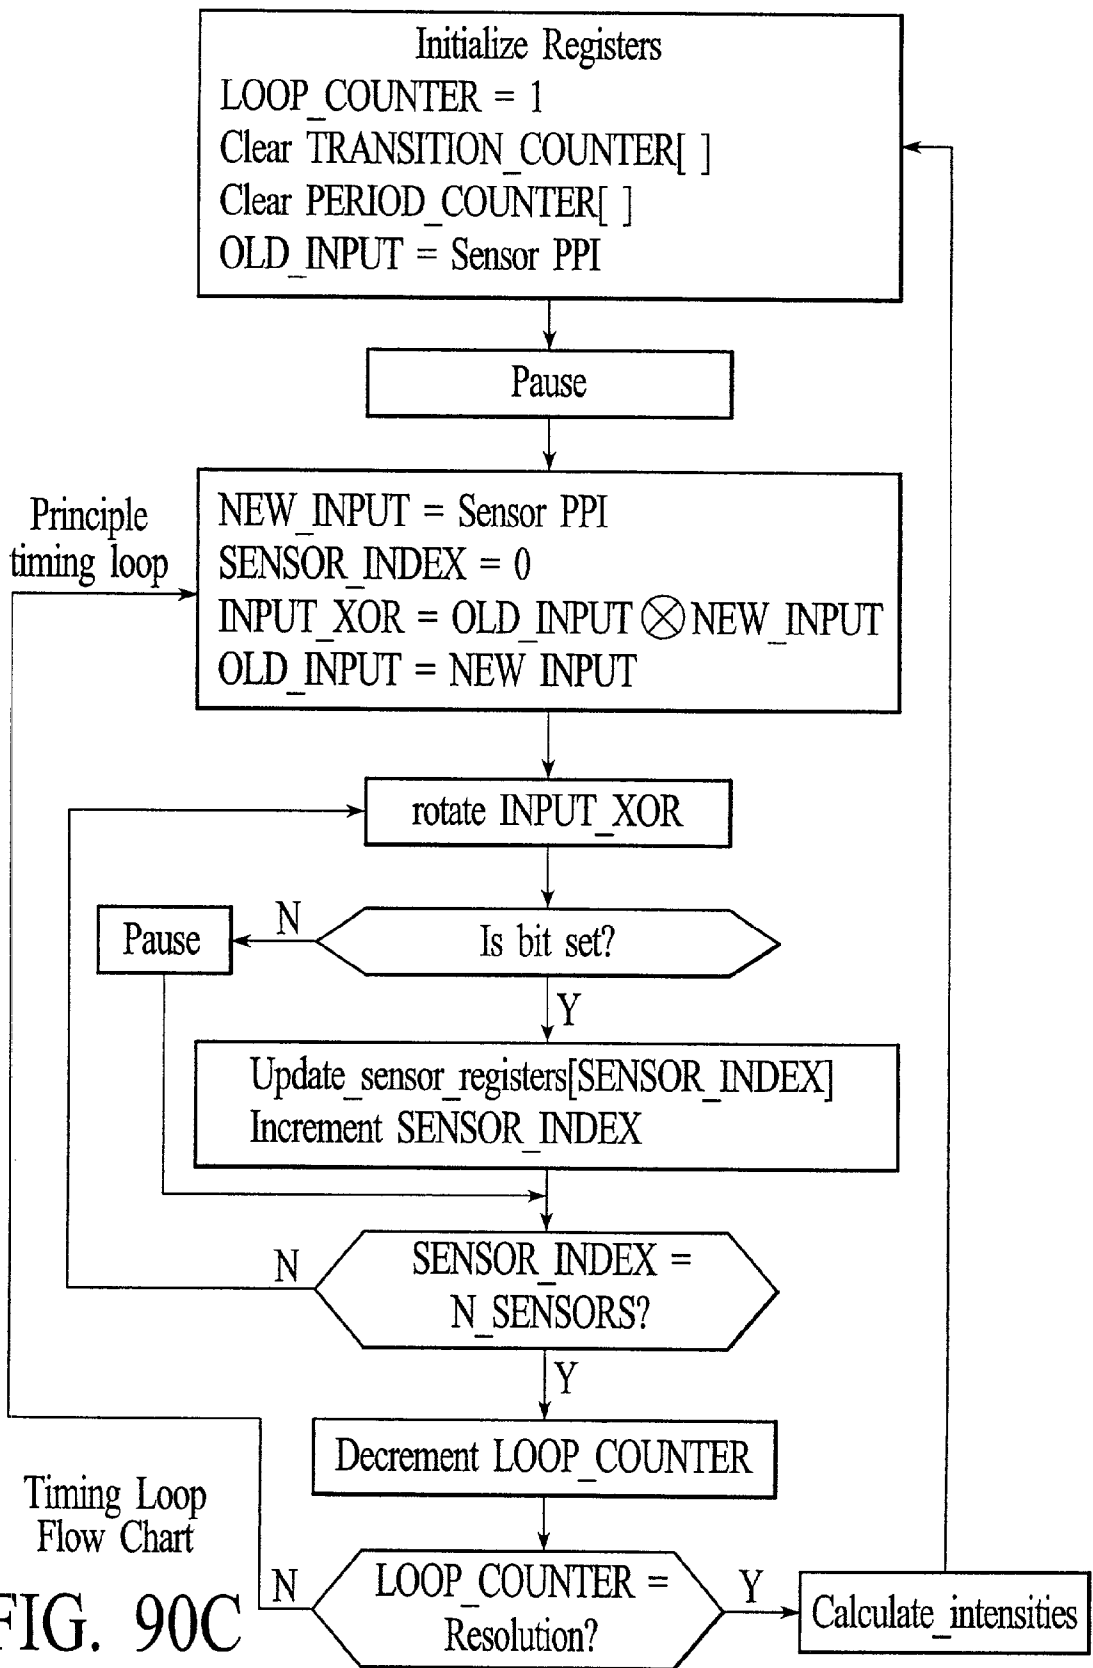 Initialize Registers
LOOP_COUNTER = 1
Clear TRANSITION_COUNTER[ ]
Clear PERIOD_COUNTER[ ]
OLD_INPUT = Sensor PPI
Pause
Principle
timing loop
NEW_INPUT = Sensor PPI
SENSOR_INDEX = 0
INPUT_XOR = OLD_INPUT ⊗ NEW_INPUT
OLD_INPUT = NEW INPUT
rotate INPUT_XOR
Pause
N
Is bit set?
Y
Update_sensor_registers[SENSOR_INDEX]
Increment SENSOR_INDEX
N
SENSOR_INDEX =
N_SENSORS?
Y
Decrement LOOP_COUNTER
Timing Loop
Flow Chart
N
LOOP_COUNTER =
Resolution?
Y
Calculate_intensities
FIG. 90C